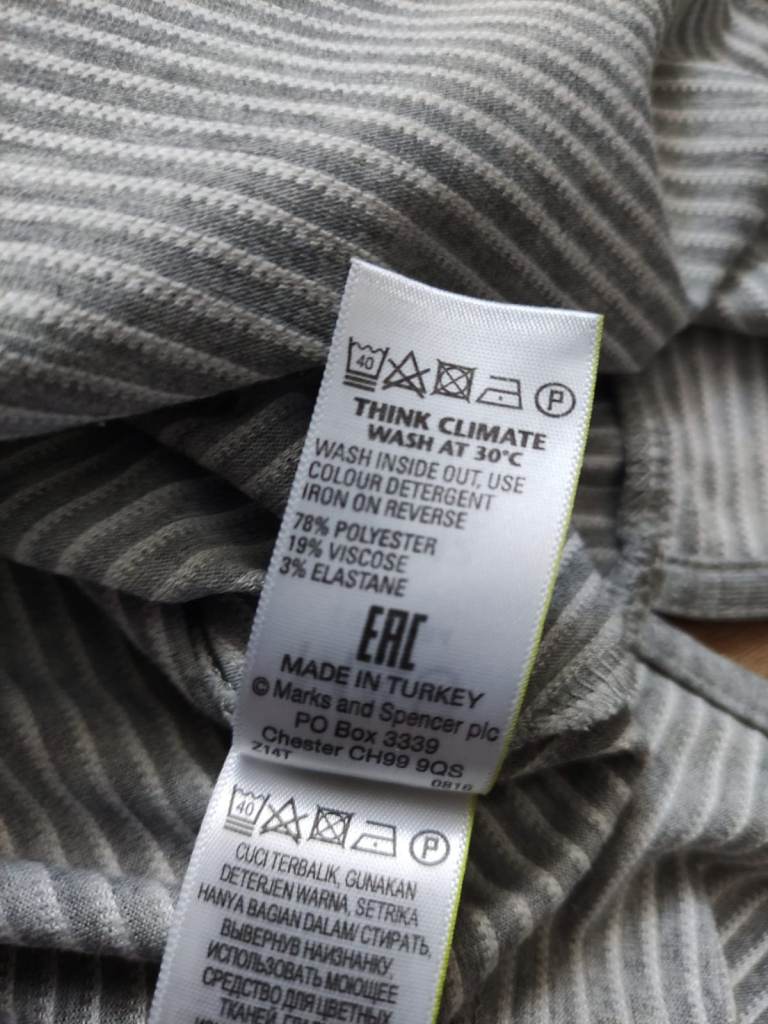 40 P
THINK CLIMATE
WASH AT 30°C
WASH INSIDE OUT, USE
COLOUR DETERGENT
IRON ON REVERSE
78% POLYESTER
19% VISCOSE
3% ELASTANE
EAC
MADE IN TURKEY
© Marks and Spencer plc
PO Box 3339
Chester CH99 9QS
Z14T
40 P
CUCI TERBALIK, GUNAKAN
DETERJEN WARNA, SETRIKA
HANYA BAGIAN DALAM/ СТИРАТЬ,
ВЫВЕРНУВ НАИЗНАНКУ,
ИСПОЛЬЗОВАТЬ МОЮЩЕЕ
СРЕДСТВО ДЛЯ ЦВЕТНЫХ
ТКАНЕЙ,